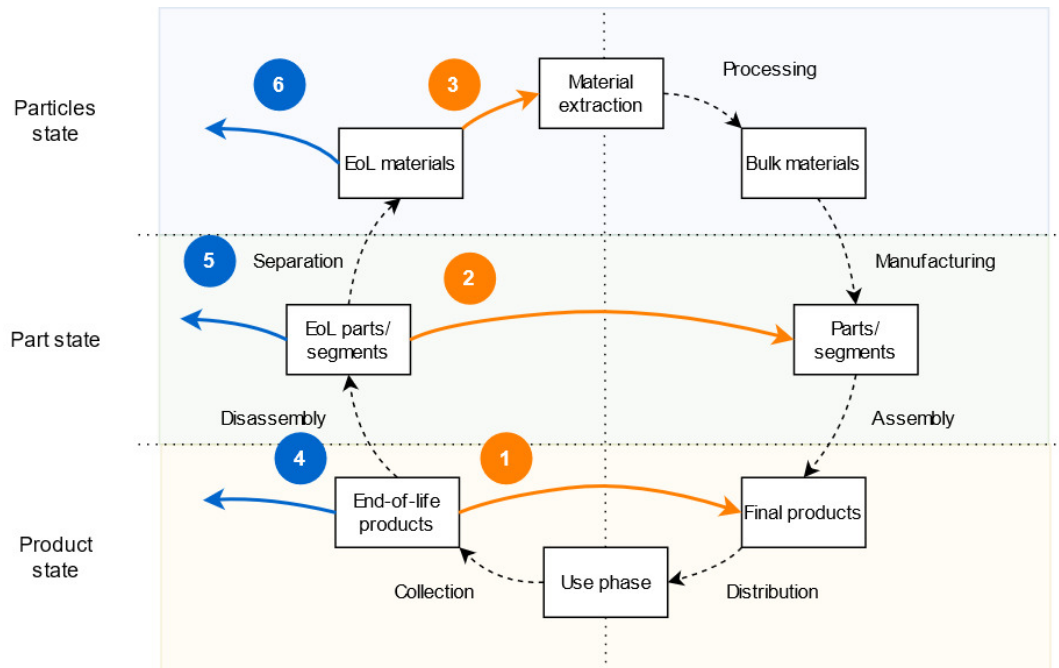 6
3
Material
extraction
Processing
Particles
state
EoL materials
Bulk materials
5
Separation
2
Manufacturing
Part state
EoL parts/
segments
Parts/
segments
Disassembly
Assembly
4
1
End-of-life
products
Final products
Product
state
Collection
Use phase
Distribution